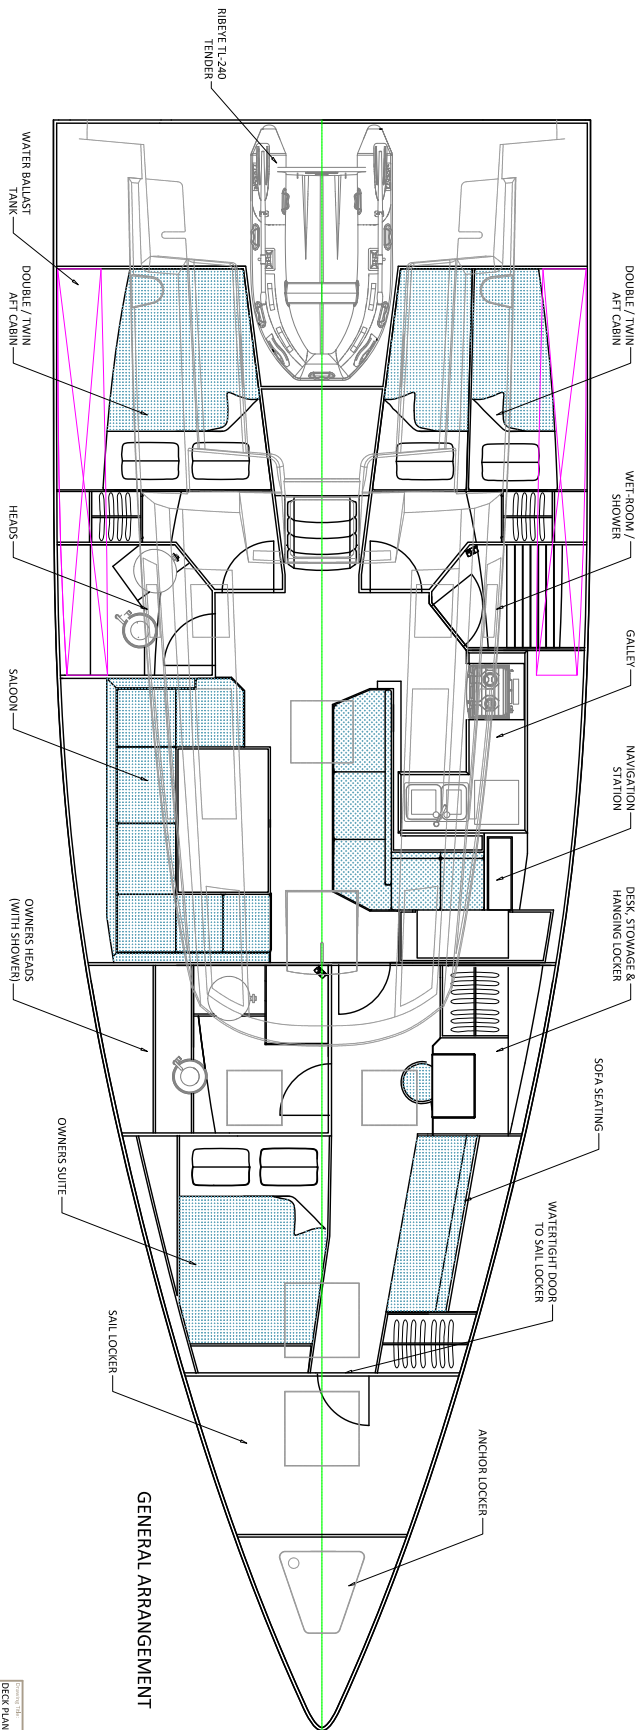 RIBEYE TL-240
TENDER
WATER BALLAST
TANK
DOUBLE / TWIN
AFT CABIN
HEADS
SALOON
OWNERS HEADS
(WITH SHOWER)
OWNERS SUITE
SAIL LOCKER
DOUBLE / TWIN
AFT CABIN
WET-ROOM /
SHOWER
GALLEY
NAVIGATION
STATION
DESK, STOWAGE &
HANGING LOCKER
SOFA SEATING
WATERTIGHT DOOR
TO SAIL LOCKER
ANCHOR LOCKER
GENERAL ARRANGEMENT
Drawing Title
DECK PLAN